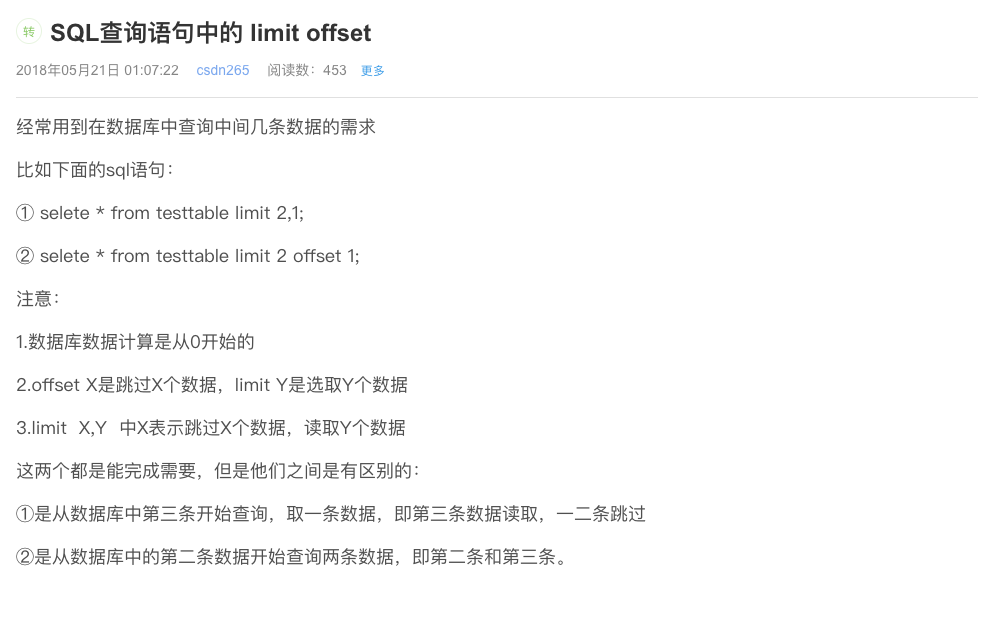 转 SQL查询语句中的 limit offset
2018年05月21日 01:07:22 csdn265 阅读数：453 更多
经常用到在数据库中查询中间几条数据的需求
比如下面的sql语句：
① selete * from testtable limit 2,1;
② selete * from testtable limit 2 offset 1;
注意：
1.数据库数据计算是从0开始的
2.offset X是跳过X个数据，limit Y是选取Y个数据
3.limit  X,Y  中X表示跳过X个数据，读取Y个数据
这两个都是能完成需要，但是他们之间是有区别的：
①是从数据库中第三条开始查询，取一条数据，即第三条数据读取，一二条跳过
②是从数据库中的第二条数据开始查询两条数据，即第二条和第三条。